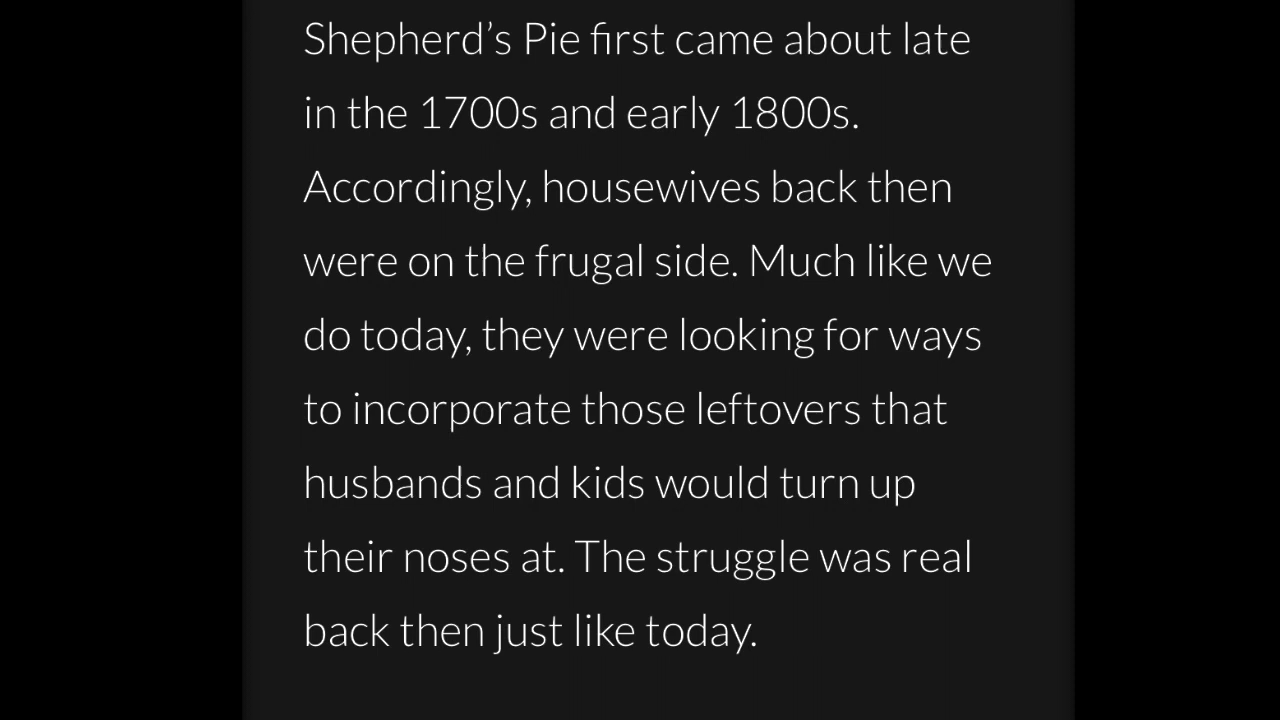 Shepherd’s Pie first came about late
in the 1700s and early 1800s.
Accordingly, housewives back then
were on the frugal side. Much like we
do today, they were looking for ways
to incorporate those leftovers that
husbands and kids would turn up
their noses at. The struggle was real
back then just like today.